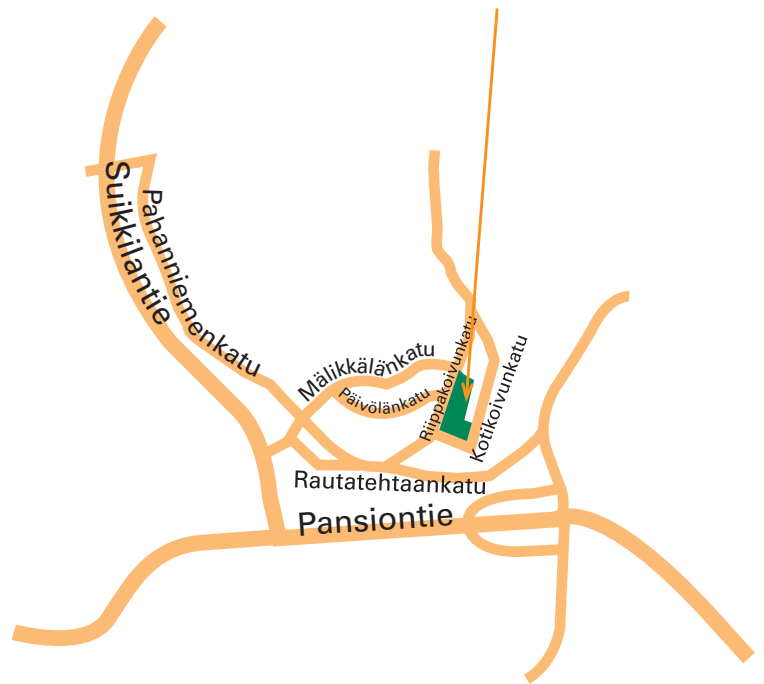 Suikkilantie
Pahanniemenkatu
Mälikkälänkatu
Päivölänkatu
Riippakoivunkatu
Kotikoivunkatu
Rautatehtaankatu
Pansiontie